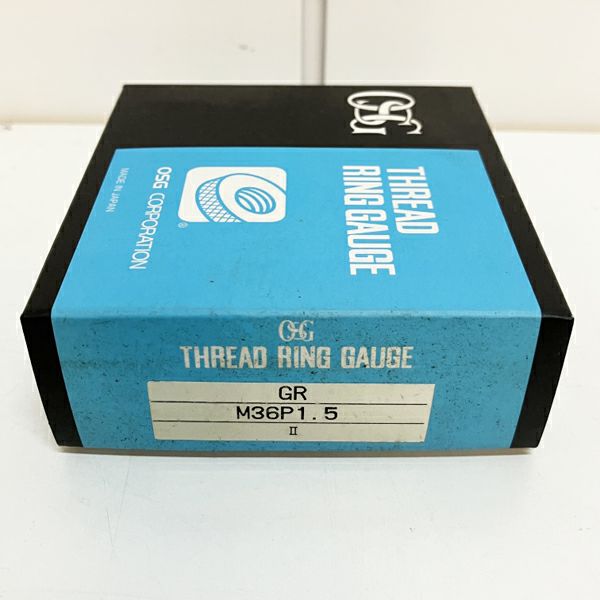 OSG
THREAD
RING GAUGE
®
OSG CORPORATION
MADE IN JAPAN
OSG
THREAD RING GAUGE
GR
M36P1.5
II